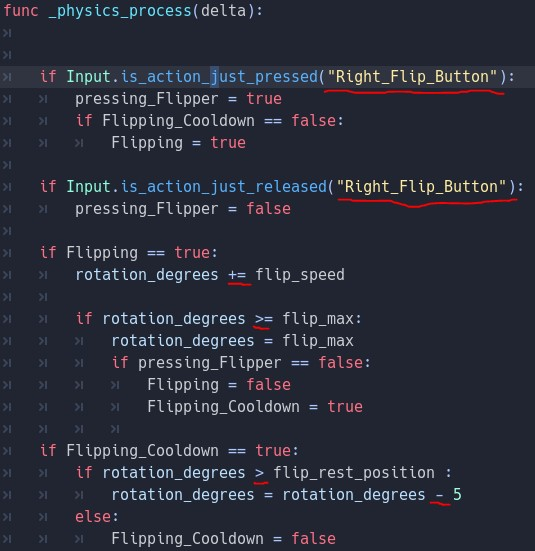 func _physics_process(delta):
if Input.is_action_just_pressed("Right_Flip_Button"):
pressing_Flipper = true
if Flipping_Cooldown == false:
Flipping = true
if Input.is_action_just_released("Right_Flip_Button"):
pressing_Flipper = false
if Flipping == true:
rotation_degrees += flip_speed
if rotation_degrees >= flip_max:
rotation_degrees = flip_max
if pressing_Flipper == false:
Flipping = false
Flipping_Cooldown = true
if Flipping_Cooldown == true:
if rotation_degrees > flip_rest_position :
rotation_degrees = rotation_degrees - 5
else:
Flipping_Cooldown = false